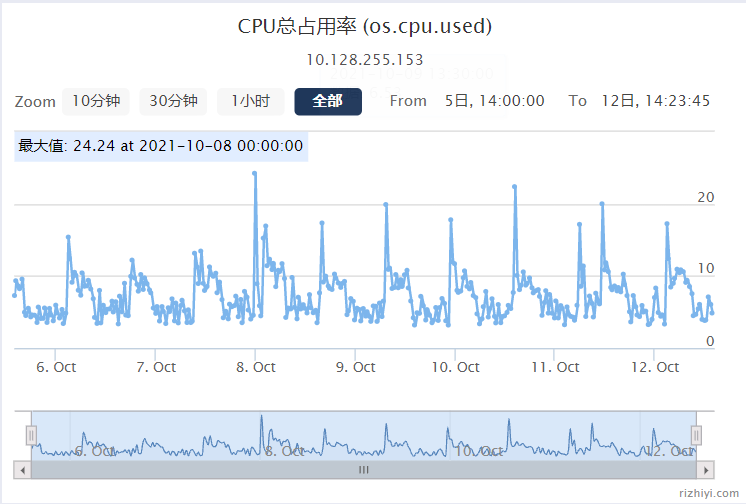 CPU总占用率 (os.cpu.used)
10.128.255.153
Zoom 10分钟 30分钟 1小时 全部 From 5日, 14:00:00 To 12日, 14:23:45
最大值: 24.24 at 2021-10-08 00:00:00
20
10
0
6. Oct 7. Oct 8. Oct 9. Oct 10. Oct 11. Oct 12. Oct
6. Oct 8. Oct 10. Oct 12. Oct
rizhiyi.com